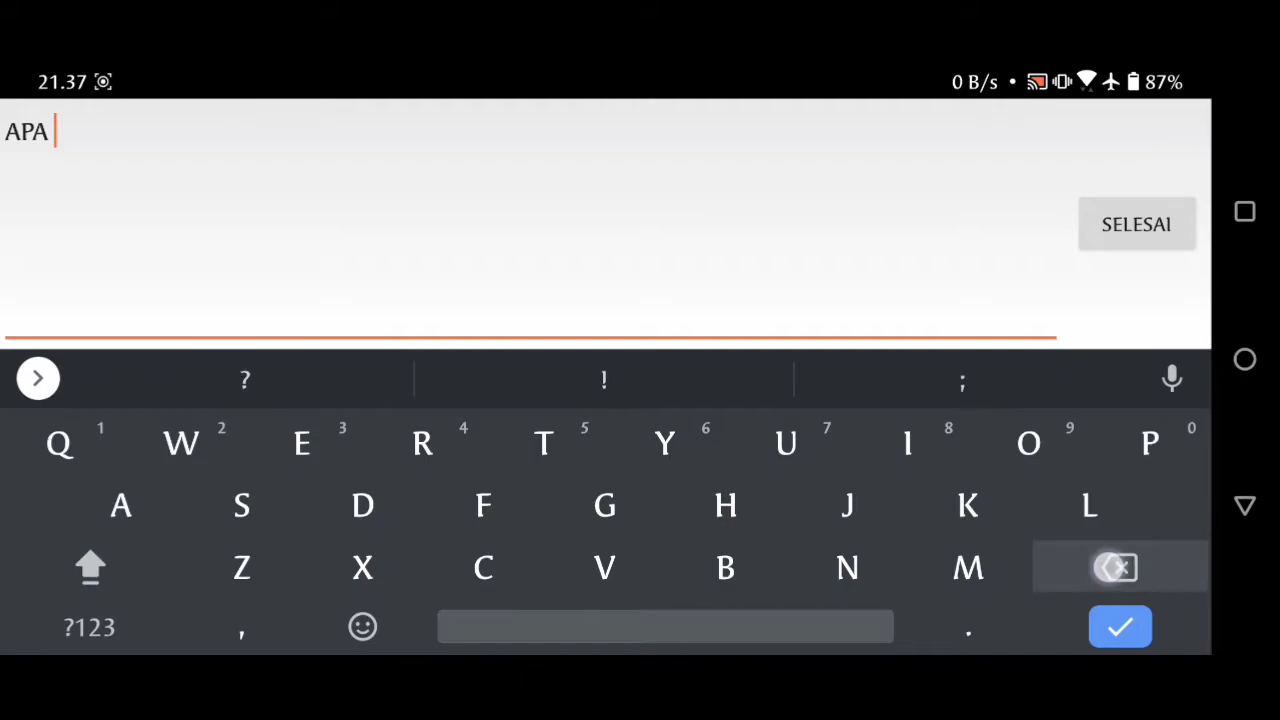 21.37
0 B/s • 87%
APA
SELESAI
? ! ;
Q 1 W 2 E 3 R 4 T 5 Y 6 U 7 I 8 O 9 P 0
A S D F G H J K L
Z X C V B N M
?123 , .